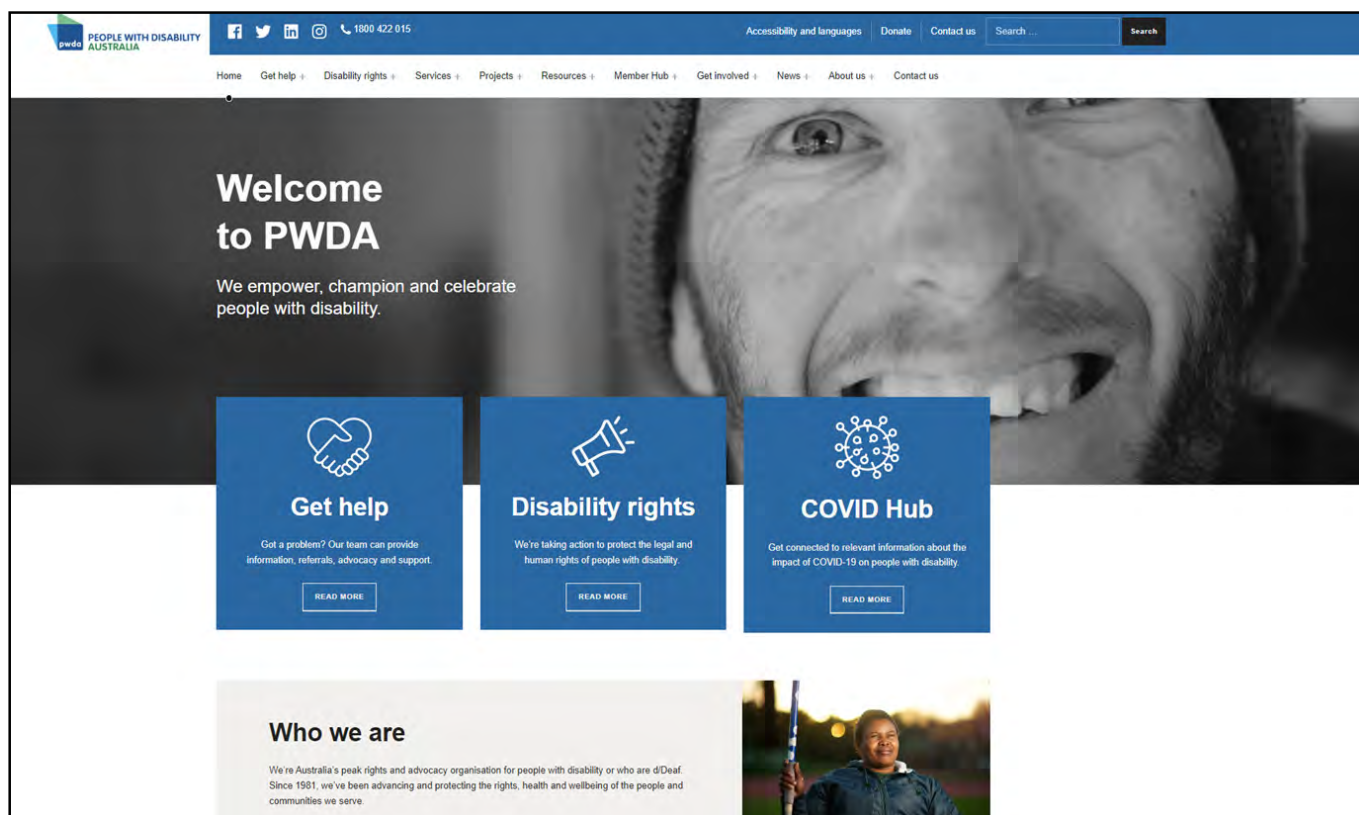 pwda
PEOPLE WITH DISABILITY
AUSTRALIA
1800 422 015
Accessibility and languages
Donate
Contact us
Search ...
Search
Home
Get help +
Disability rights +
Services +
Projects +
Resources +
Member Hub +
Get involved +
News +
About us +
Contact us
Welcome
to PWDA
We empower, champion and celebrate
people with disability.
Get help
Got a problem? Our team can provide
information, referrals, advocacy and support.
READ MORE
Disability rights
We're taking action to protect the legal and
human rights of people with disability.
READ MORE
COVID Hub
Get connected to relevant information about the
impact of COVID-19 on people with disability.
READ MORE
Who we are
We're Australia's peak rights and advocacy organisation for people with disability or who are d/Deaf.
Since 1981, we've been advancing and protecting the rights, health and wellbeing of the people and
communities we serve.